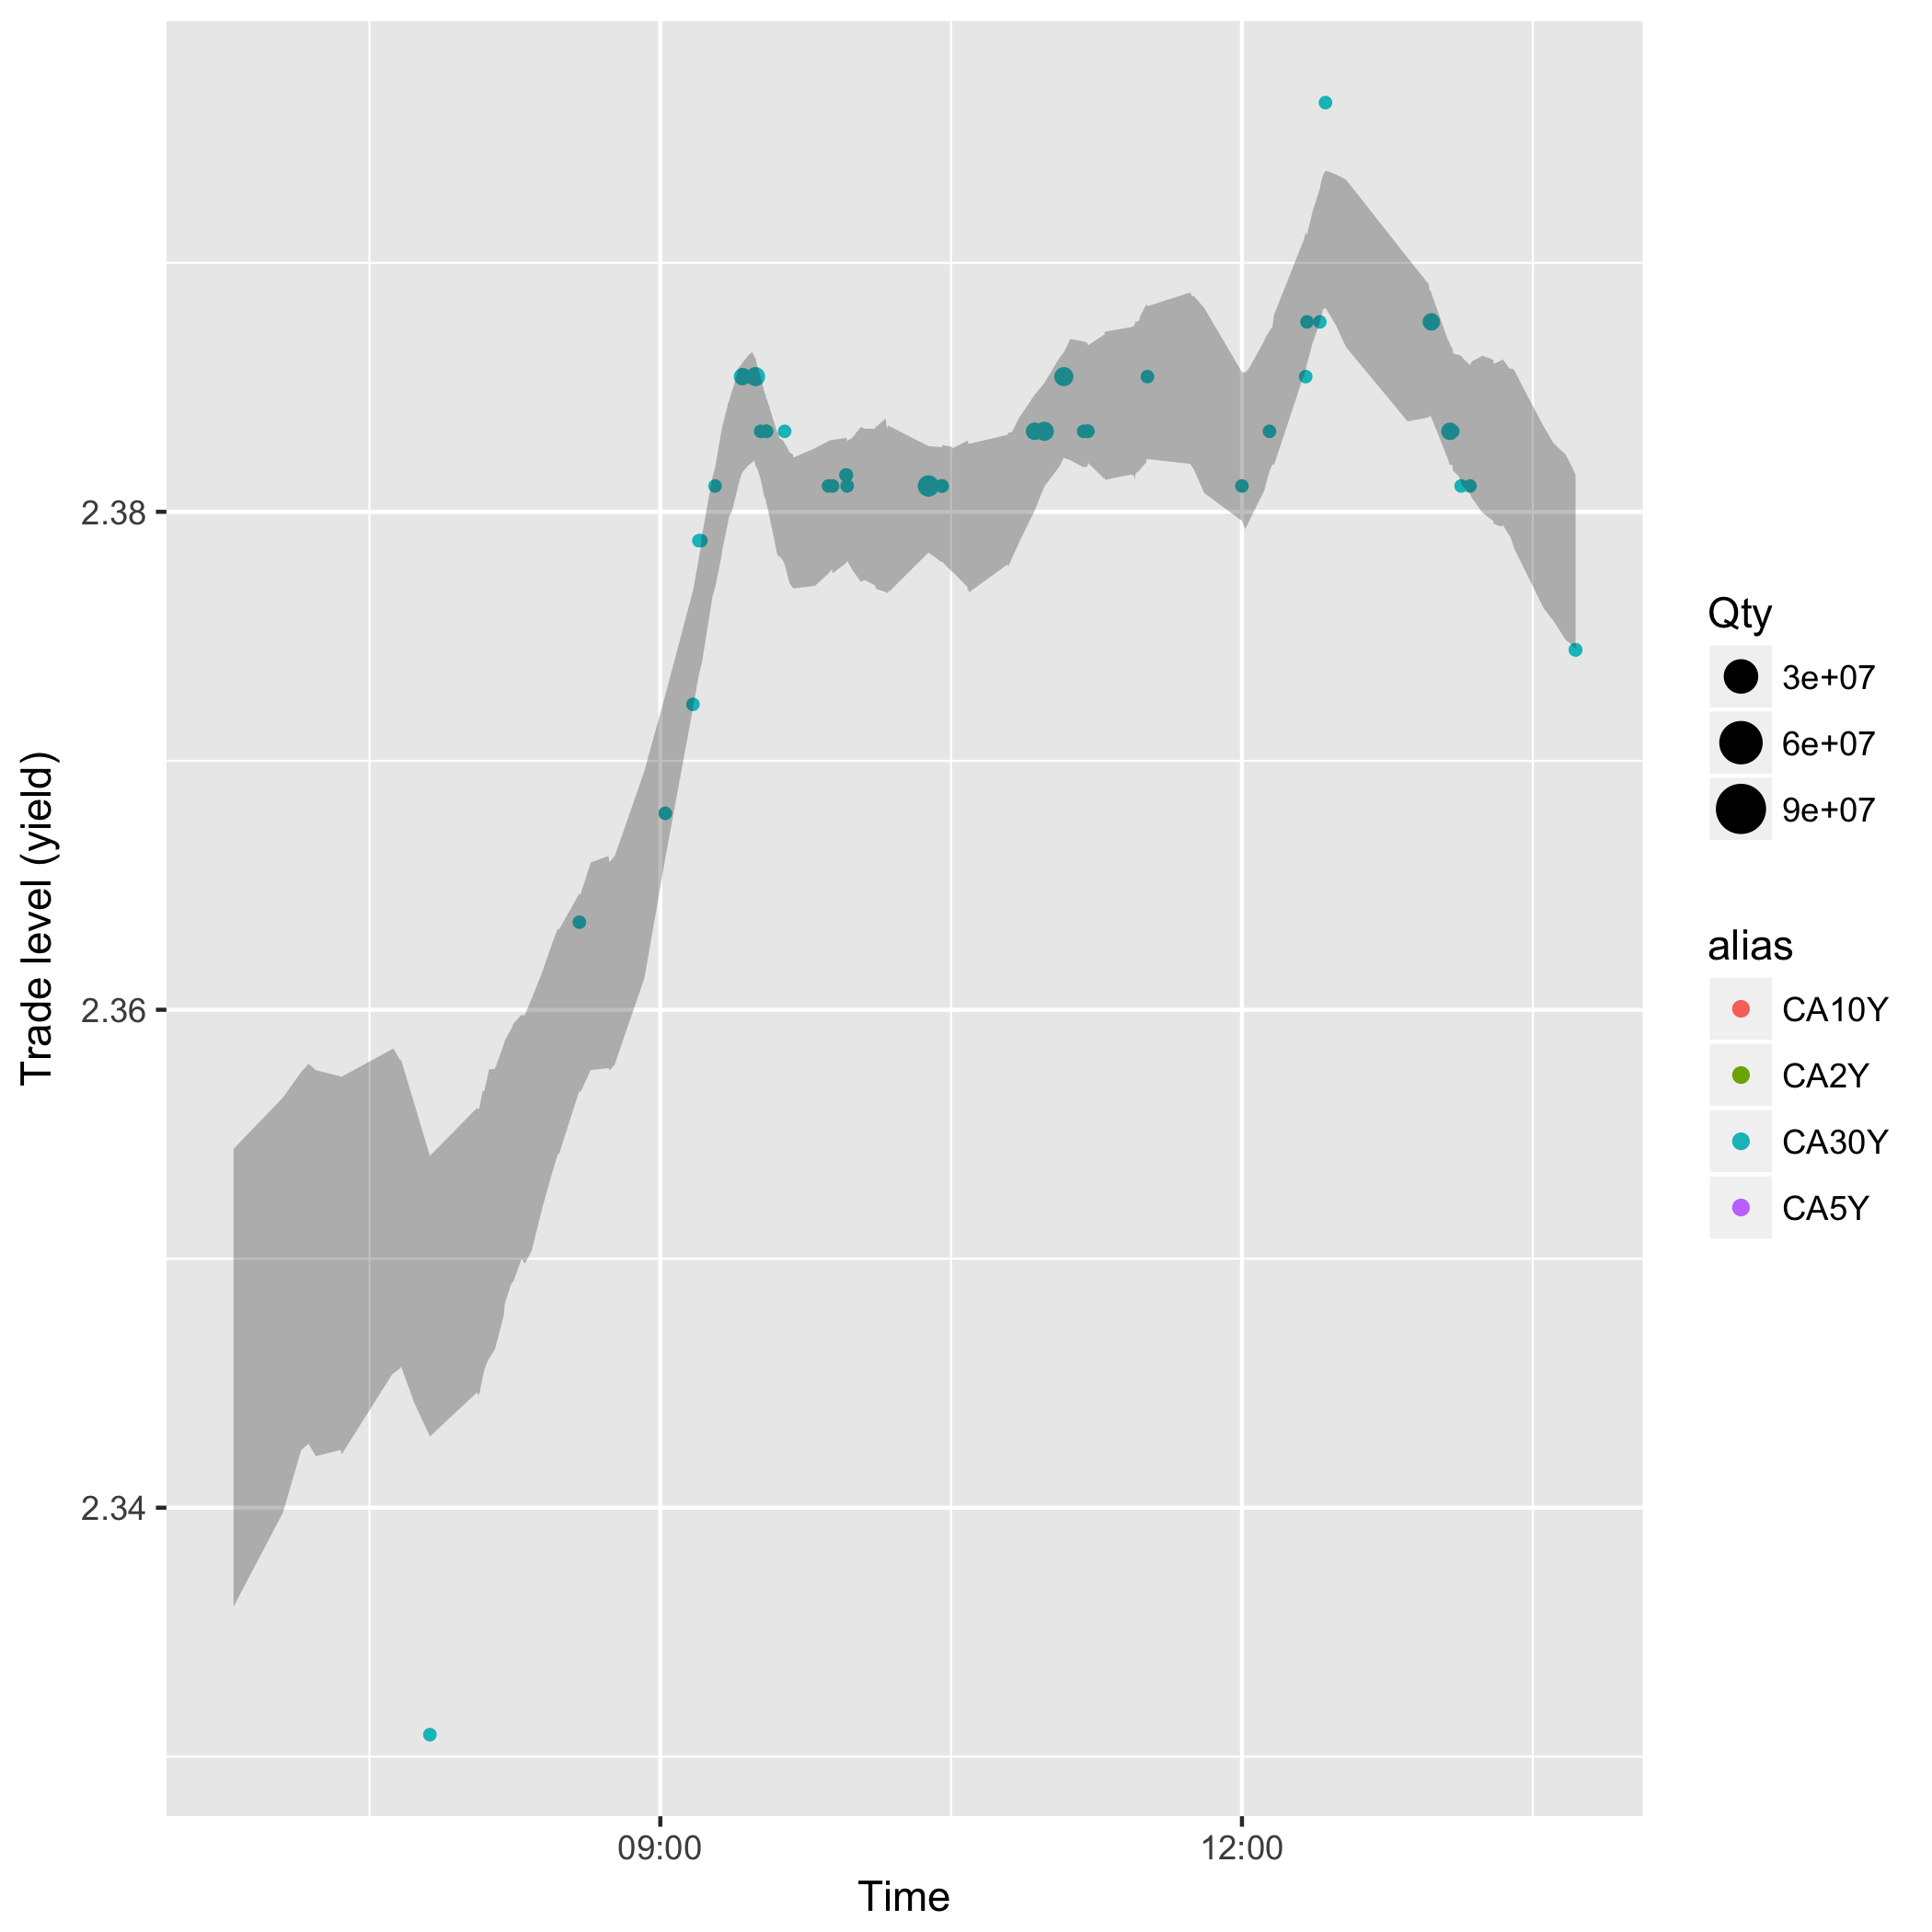 Trade level (yield)
2.38
2.36
2.34
09:00
12:00
Time
Qty
3e+07
6e+07
9e+07
alias
CA10Y
CA2Y
CA30Y
CA5Y